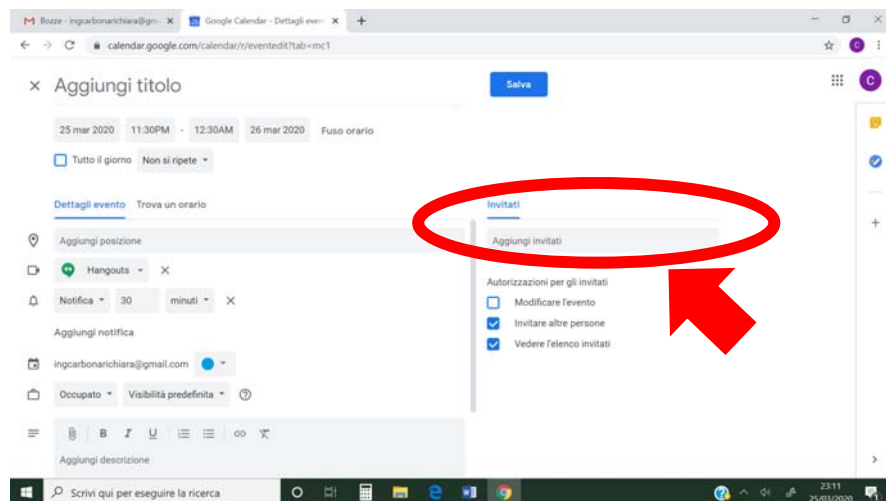 Bozze - ingcarbonarichiara@gm
Google Calendar - Dettagli even
calendar.google.com/calendar/r/eventedit?tab=mc1
C
Aggiungi titolo
Salva
C
25 mar 2020 11:30PM - 12:30AM 26 mar 2020 Fuso orario
Tutto il giorno Non si ripete
Dettagli evento Trova un orario
Invitati
Aggiungi posizione
Aggiungi invitati
Hangouts
Autorizzazioni per gli invitati
Notifica 30 minuti
Modificare l'evento
Invitare altre persone
Aggiungi notifica
Vedere l'elenco invitati
ingcarbonarichiara@gmail.com
Occupato Visibilità predefinita
B I U
Aggiungi descrizione
Scrivi qui per eseguire la ricerca
23:11
25/03/2020